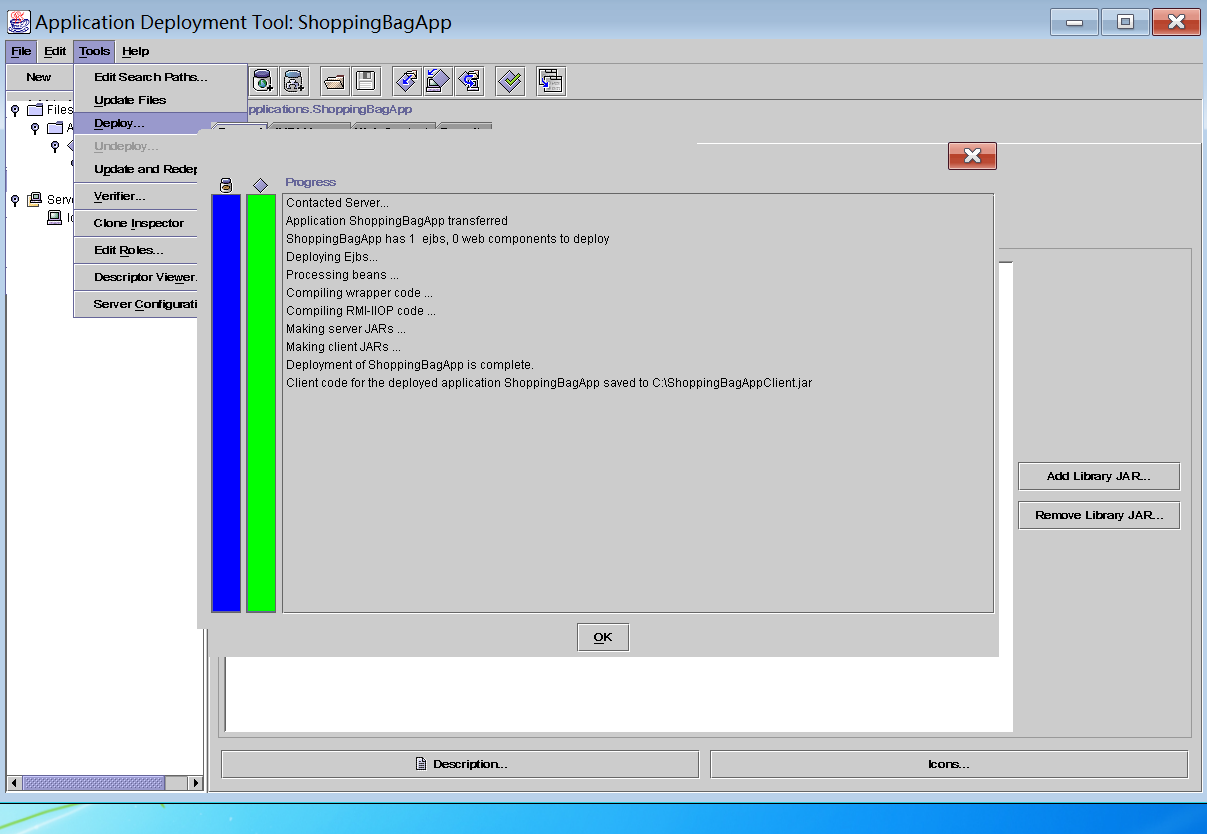 Application Deployment Tool: ShoppingBagApp
File Edit Tools Help
New
Edit Search Paths...
Update Files
Deploy...
Undeploy...
Update and Redep
Verifier...
Clone Inspector
Edit Roles...
Descriptor Viewer
Server Configurati
Files
Serve
pplications.ShoppingBagApp
Progress
Contacted Server...
Application ShoppingBagApp transferred
ShoppingBagApp has 1 ejbs, 0 web components to deploy
Deploying Ejbs...
Processing beans ...
Compiling wrapper code ...
Compiling RMI-IIOP code ...
Making server JARs ...
Making client JARs ...
Deployment of ShoppingBagApp is complete.
Client code for the deployed application ShoppingBagApp saved to C:\ShoppingBagAppClient.jar
OK
Add Library JAR...
Remove Library JAR...
Description...
Icons...